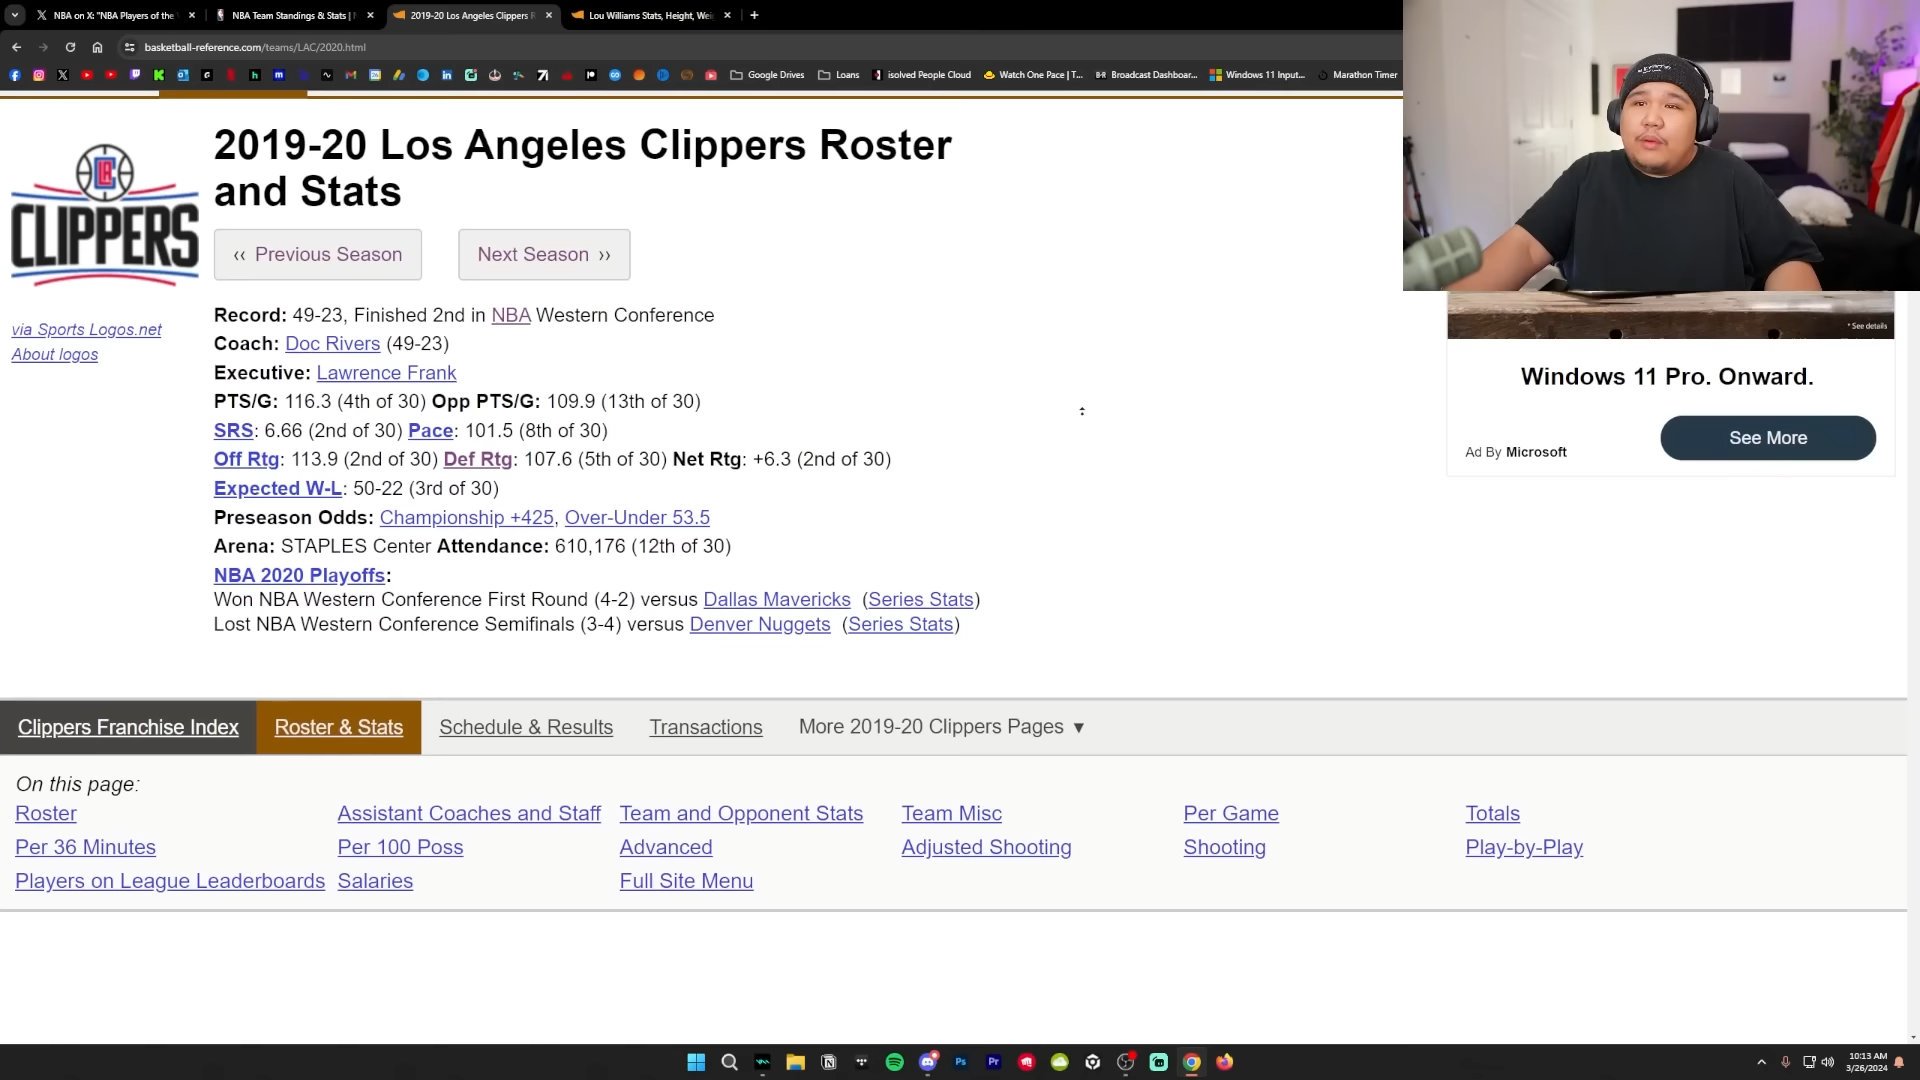 NBA on X: "NBA Players of the
NBA Team Standings & Stats |
2019-20 Los Angeles Clippers R
Lou Williams Stats, Height, Wei
basketball-reference.com/teams/LAC/2020.html
Google Drives
Loans
isolved People Cloud
Watch One Pace | T...
Broadcast Dashboar...
Windows 11 Input...
Marathon Timer
2019-20 Los Angeles Clippers Roster
and Stats
LA
CLIPPERS
‹‹ Previous Season
Next Season ››
via Sports Logos.net
About logos
Record: 49-23, Finished 2nd in NBA Western Conference
Coach: Doc Rivers (49-23)
Executive: Lawrence Frank
PTS/G: 116.3 (4th of 30) Opp PTS/G: 109.9 (13th of 30)
SRS: 6.66 (2nd of 30) Pace: 101.5 (8th of 30)
Off Rtg: 113.9 (2nd of 30) Def Rtg: 107.6 (5th of 30) Net Rtg: +6.3 (2nd of 30)
Expected W-L: 50-22 (3rd of 30)
Preseason Odds: Championship +425, Over-Under 53.5
Arena: STAPLES Center Attendance: 610,176 (12th of 30)
NBA 2020 Playoffs:
Won NBA Western Conference First Round (4-2) versus Dallas Mavericks (Series Stats)
Lost NBA Western Conference Semifinals (3-4) versus Denver Nuggets (Series Stats)
* See details
Windows 11 Pro. Onward.
Ad By Microsoft
See More
Clippers Franchise Index
Roster & Stats
Schedule & Results
Transactions
More 2019-20 Clippers Pages ▼
On this page:
Roster
Assistant Coaches and Staff
Team and Opponent Stats
Team Misc
Per Game
Totals
Per 36 Minutes
Per 100 Poss
Advanced
Adjusted Shooting
Shooting
Play-by-Play
Players on League Leaderboards
Salaries
Full Site Menu
10:13 AM
3/26/2024